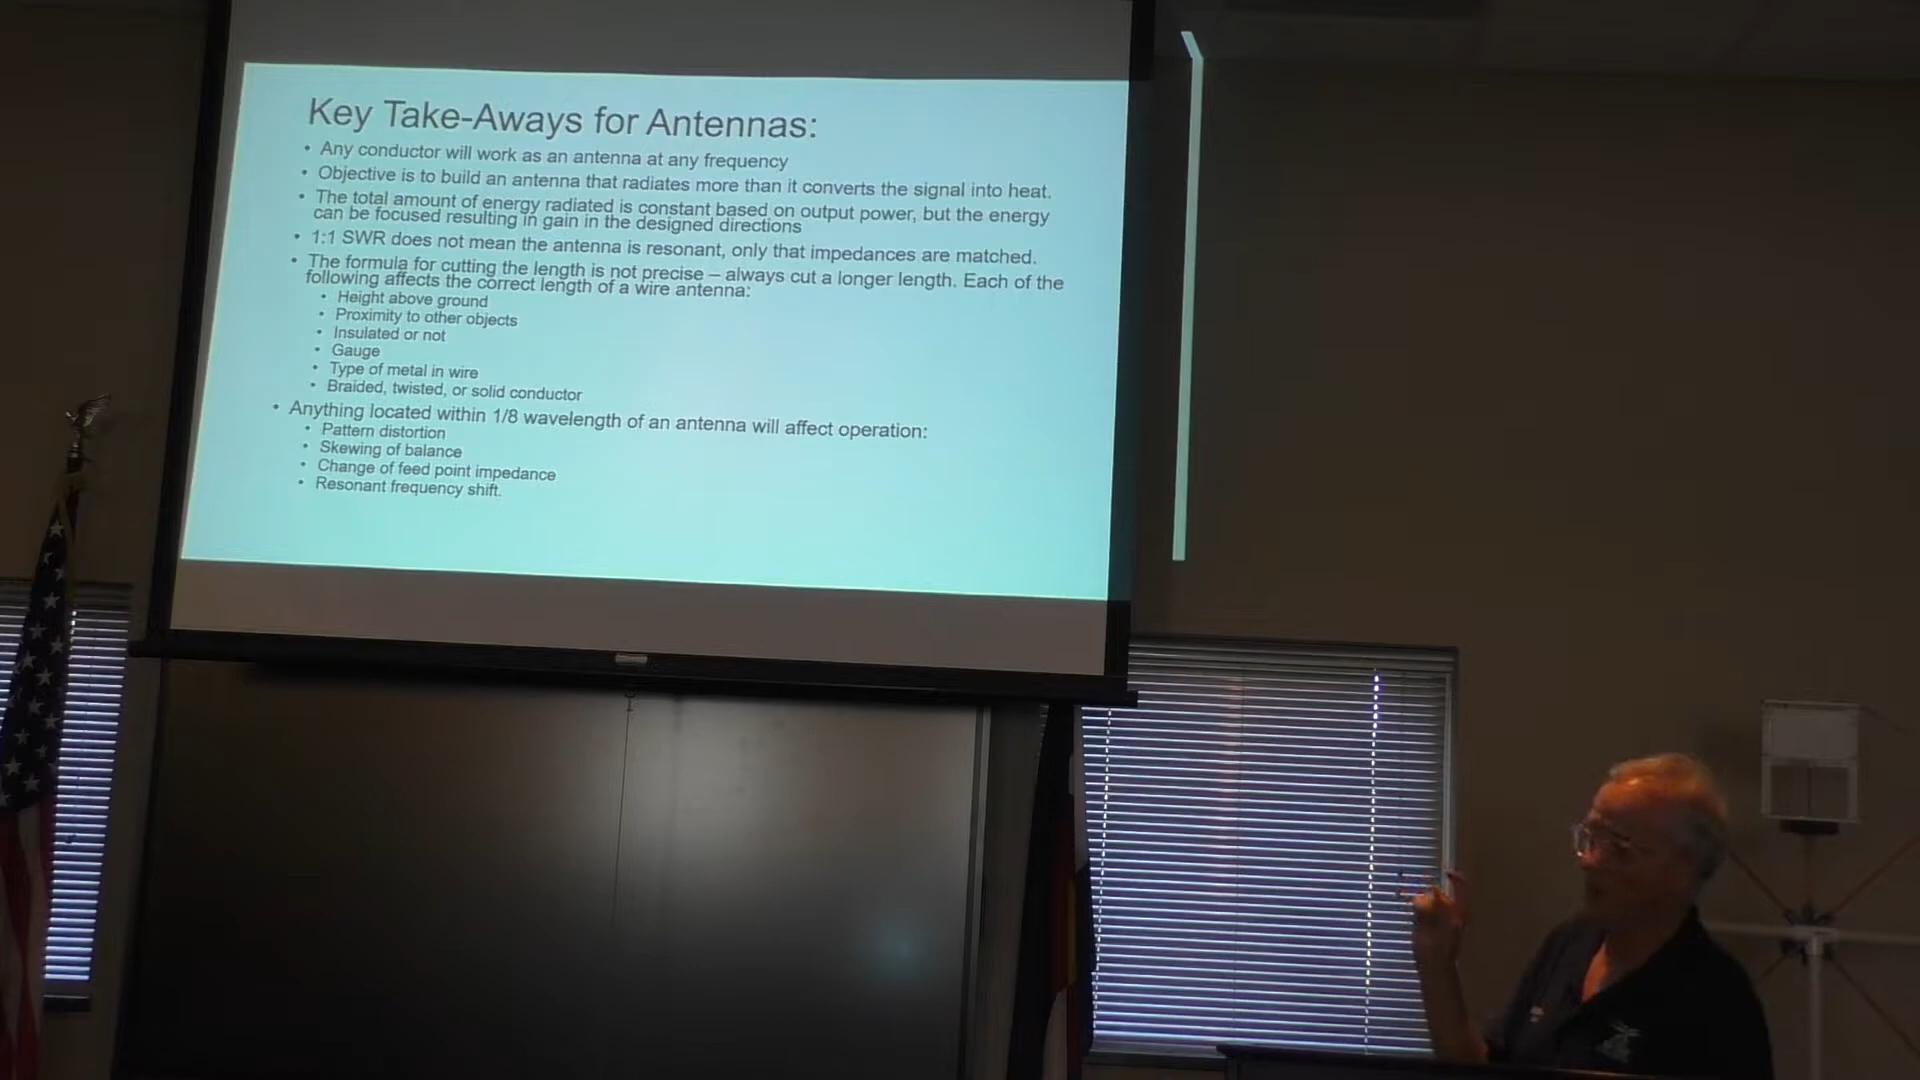 Key Take-Aways for Antennas:
• Any conductor will work as an antenna at any frequency
• Objective is to build an antenna that radiates more than it converts the signal into heat.
• The total amount of energy radiated is constant based on output power, but the energy
can be focused resulting in gain in the designed directions
• 1:1 SWR does not mean the antenna is resonant, only that impedances are matched.
• The formula for cutting the length is not precise – always cut a longer length. Each of the
following affects the correct length of a wire antenna:
• Height above ground
• Proximity to other objects
• Insulated or not
• Gauge
• Type of metal in wire
• Braided, twisted, or solid conductor
• Anything located within 1/8 wavelength of an antenna will affect operation:
• Pattern distortion
• Skewing of balance
• Change of feed point impedance
• Resonant frequency shift.